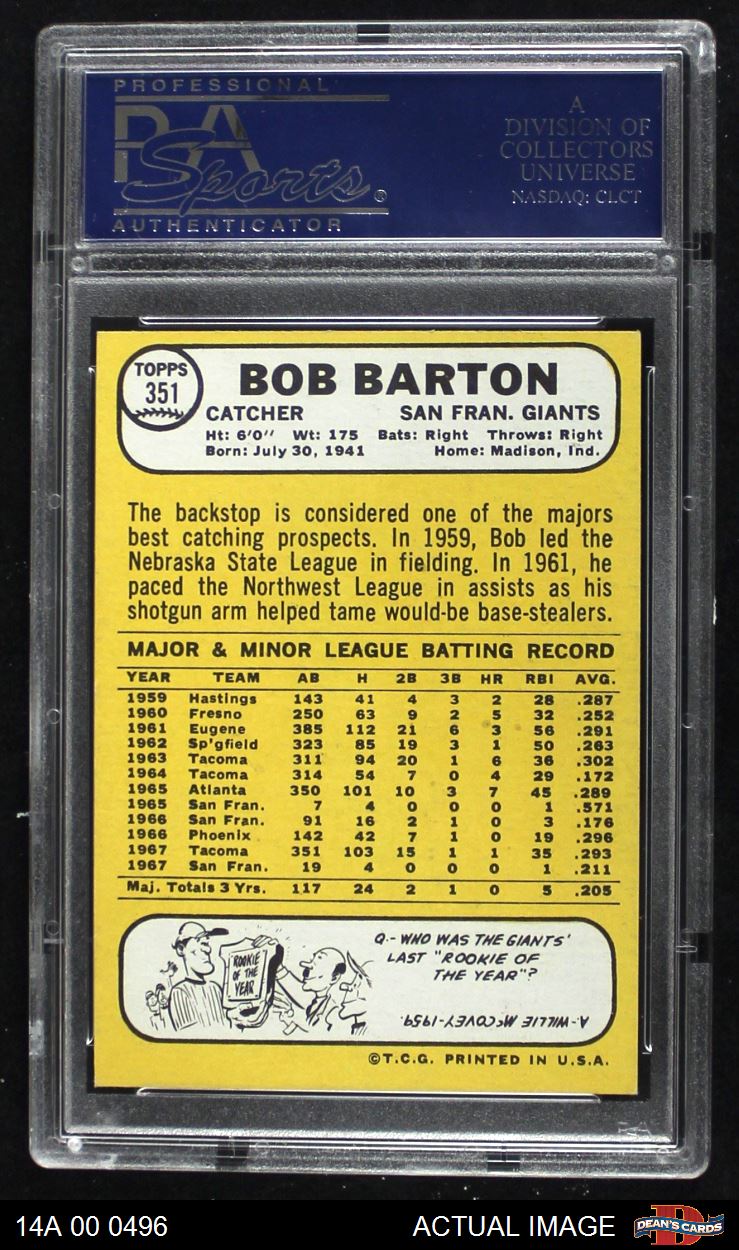 PROFESSIONAL
PSA
Sports®
AUTHENTICATOR
A
DIVISION OF
COLLECTORS
UNIVERSE
NASDAQ: CLCT
TOPPS
351
BOB BARTON
CATCHER SAN FRAN. GIANTS
Ht: 6'0" Wt: 175 Bats: Right Throws: Right
Born: July 30, 1941 Home: Madison, Ind.
The backstop is considered one of the majors
best catching prospects. In 1959, Bob led the
Nebraska State League in fielding. In 1961, he
paced the Northwest League in assists as his
shotgun arm helped tame would-be base-stealers.
MAJOR & MINOR LEAGUE BATTING RECORD
YEAR TEAM AB H 2B 3B HR RBI AVG.
1959 Hastings 143 41 4 3 2 28 .287
1960 Fresno 250 63 9 2 5 32 .252
1961 Eugene 385 112 21 6 3 56 .291
1962 Sp'gfield 323 85 19 3 1 50 .263
1963 Tacoma 311 94 20 1 6 36 .302
1964 Tacoma 314 54 7 0 4 29 .172
1965 Atlanta 350 101 10 3 7 45 .289
1965 San Fran. 7 4 0 0 0 1 .571
1966 San Fran. 91 16 2 1 0 3 .176
1966 Phoenix 142 42 7 1 0 19 .296
1967 Tacoma 351 103 15 1 1 35 .293
1967 San Fran. 19 4 0 0 0 1 .211
Maj. Totals 3 Yrs. 117 24 2 1 0 5 .205
ROOKIE
OF THE
YEAR
Q.- WHO WAS THE GIANTS'
LAST "ROOKIE OF
THE YEAR"?
A- WILLIE McCOVEY-1959.
©T.C.G. PRINTED IN U.S.A.
PSA
14A 00 0496 ACTUAL IMAGE
D
DEAN'S CARDS